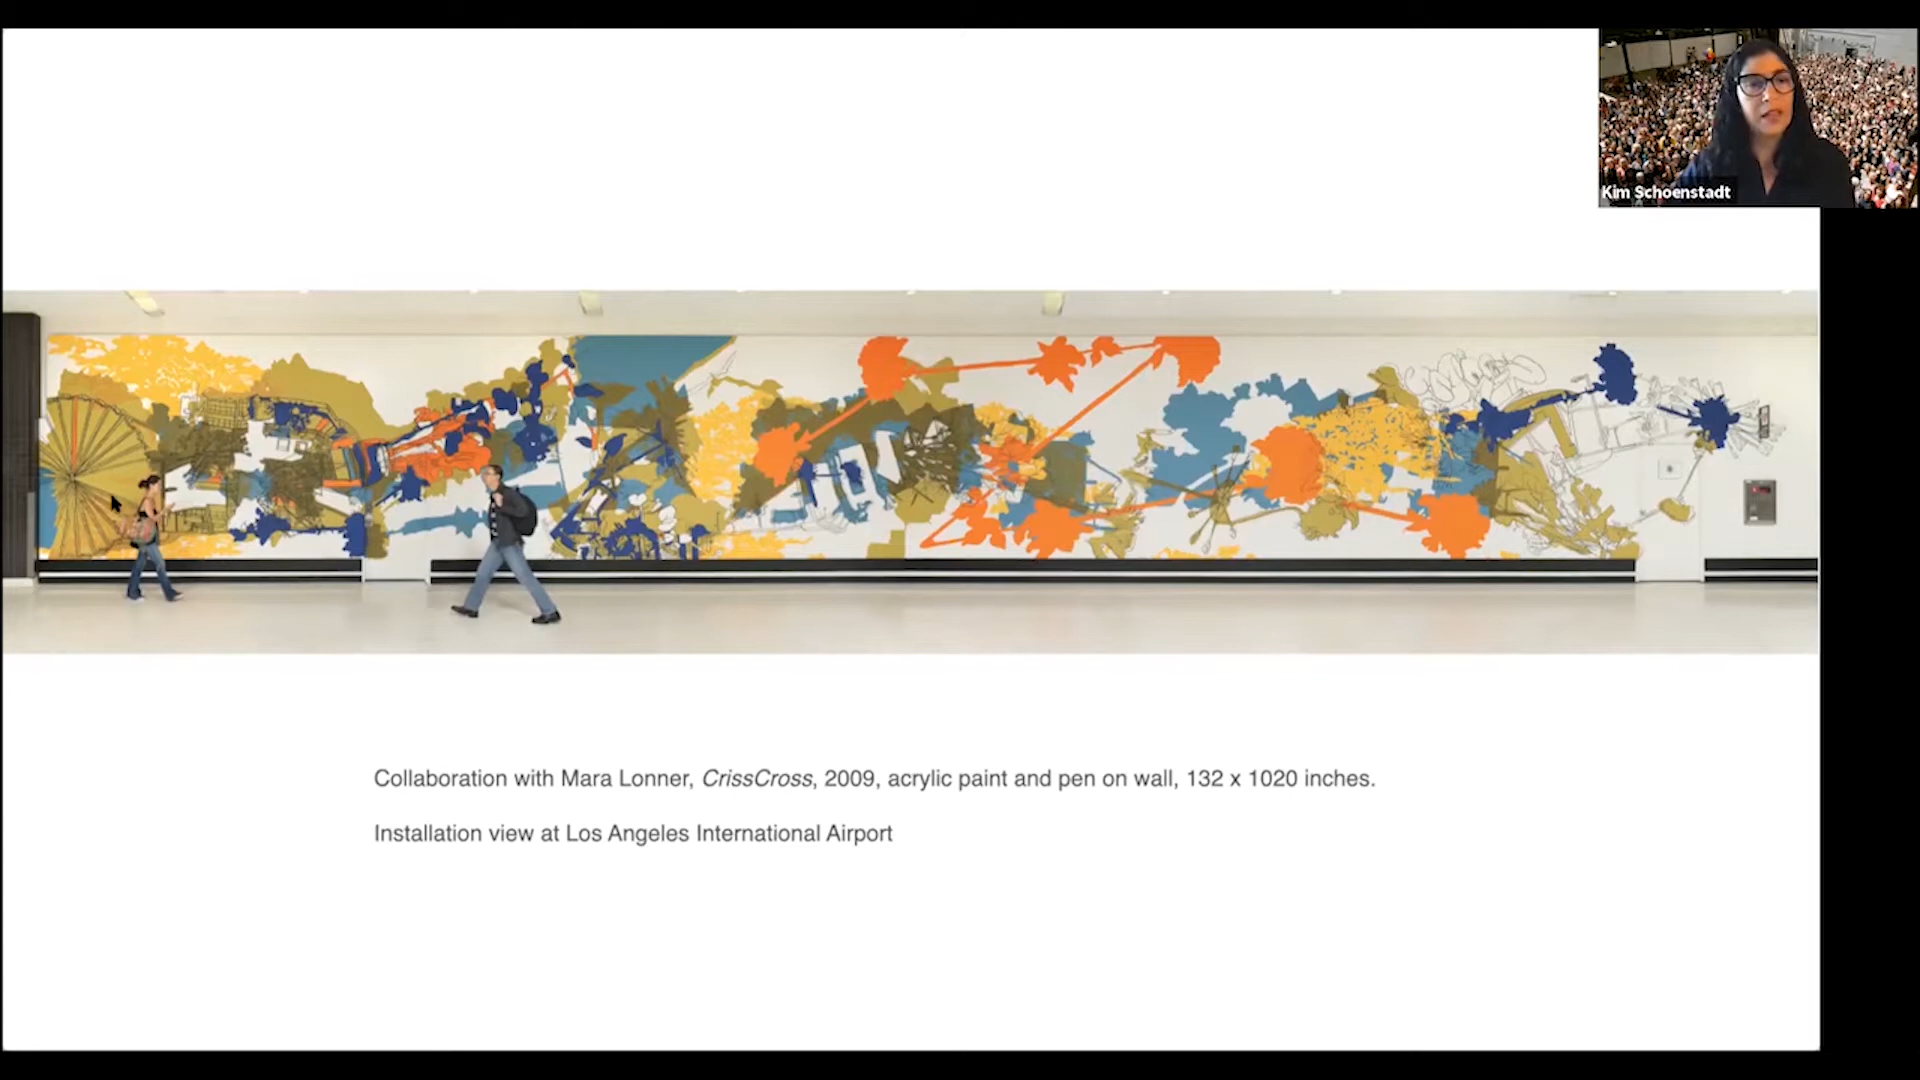 Kim Schoenstadt
Collaboration with Mara Lonner, CrissCross, 2009, acrylic paint and pen on wall, 132 x 1020 inches.
Installation view at Los Angeles International Airport